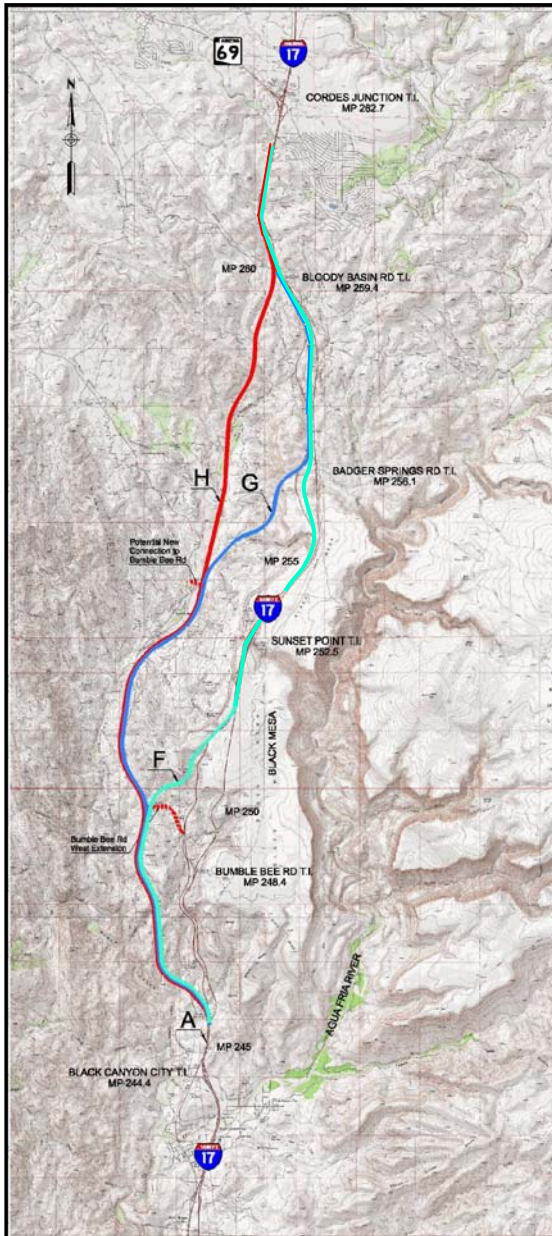 69
17
N
CORDES JUNCTION T.I.
MP 262.7
MP 260
BLOODY BASIN RD T.I.
MP 259.4
BADGER SPRINGS RD T.I.
MP 256.1
H
G
Potential New
Connection to
Bumble Bee Rd
MP 255
17
SUNSET POINT T.I.
MP 252.5
BLACK MESA
F
MP 250
Bumble Bee Rd
West Extension
BUMBLE BEE RD T.I.
MP 248.4
AGUA FRIA RIVER
A
MP 245
BLACK CANYON CITY T.I.
MP 244.4
17